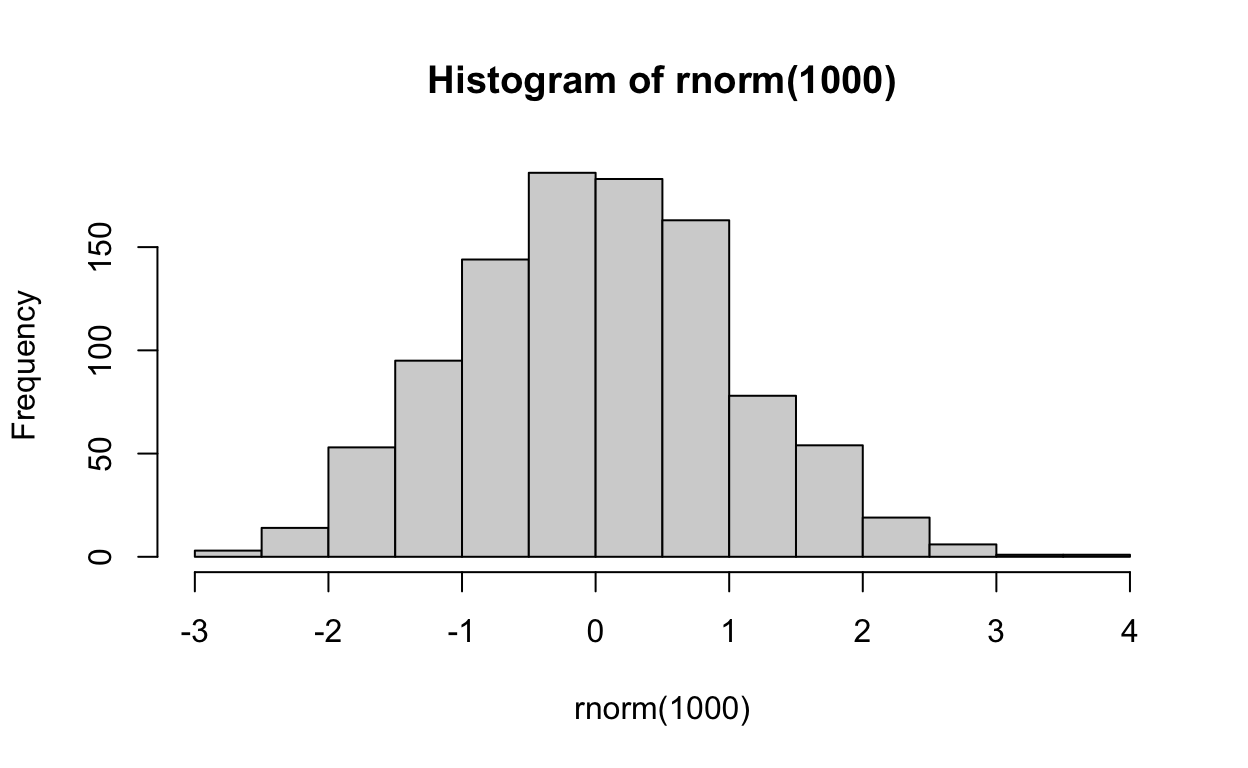 Histogram of rnorm(1000)
Frequency
150
100
50
0
-3 -2 -1 0 1 2 3 4
rnorm(1000)